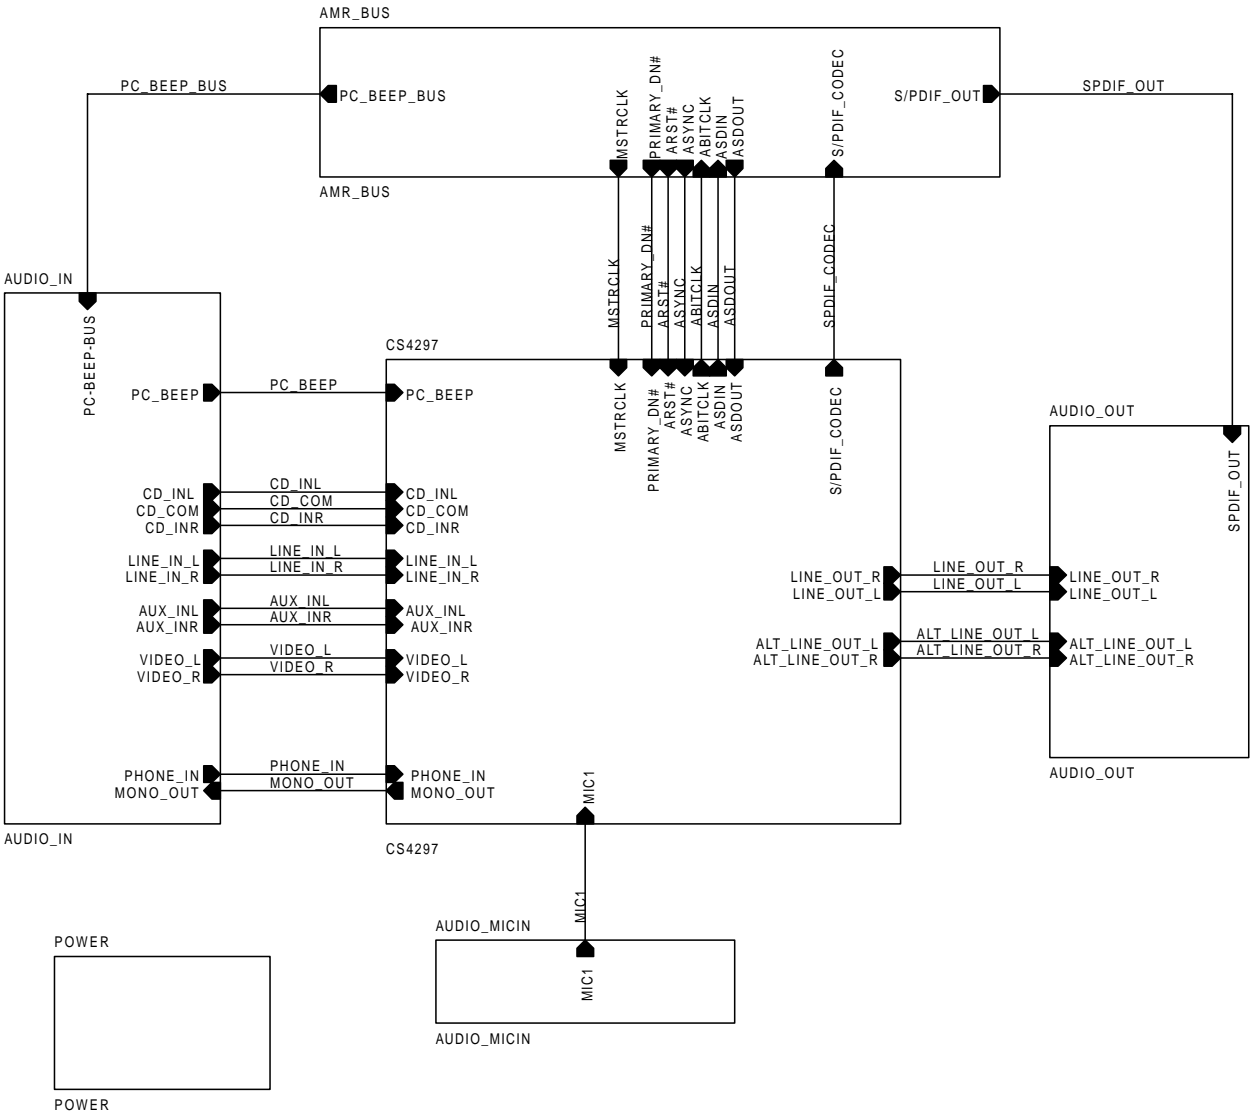 AMR_BUS
PC_BEEP_BUS
PC_BEEP_BUS
MSTRCLK
PRIMARY_DN#
ARST#
ASYNC
ABITCLK
ASDIN
ASDOUT
S/PDIF_CODEC
S/PDIF_OUT
SPDIF_OUT
AMR_BUS
MSTRCLK
PRIMARY_DN#
ARST#
ASYNC
ABITCLK
ASDIN
ASDOUT
SPDIF_CODEC
AUDIO_IN
PC-BEEP-BUS
CS4297
PC_BEEP
PC_BEEP
PC_BEEP
MSTRCLK
PRIMARY_DN#
ARST#
ASYNC
ABITCLK
ASDIN
ASDOUT
S/PDIF_CODEC
AUDIO_OUT
SPDIF_OUT
CD_INL
CD_INL
CD_INL
CD_COM
CD_COM
CD_COM
CD_INR
CD_INR
CD_INR
LINE_IN_L
LINE_IN_L
LINE_IN_L
LINE_IN_R
LINE_IN_R
LINE_IN_R
LINE_OUT_R
LINE_OUT_R
LINE_OUT_R
LINE_OUT_L
LINE_OUT_L
LINE_OUT_L
AUX_INL
AUX_INL
AUX_INL
AUX_INR
AUX_INR
AUX_INR
ALT_LINE_OUT_L
ALT_LINE_OUT_L
ALT_LINE_OUT_L
ALT_LINE_OUT_R
ALT_LINE_OUT_R
ALT_LINE_OUT_R
VIDEO_L
VIDEO_L
VIDEO_L
VIDEO_R
VIDEO_R
VIDEO_R
PHONE_IN
PHONE_IN
PHONE_IN
MONO_OUT
MONO_OUT
MONO_OUT
MIC1
AUDIO_OUT
AUDIO_IN
CS4297
MIC1
AUDIO_MICIN
MIC1
AUDIO_MICIN
POWER
POWER